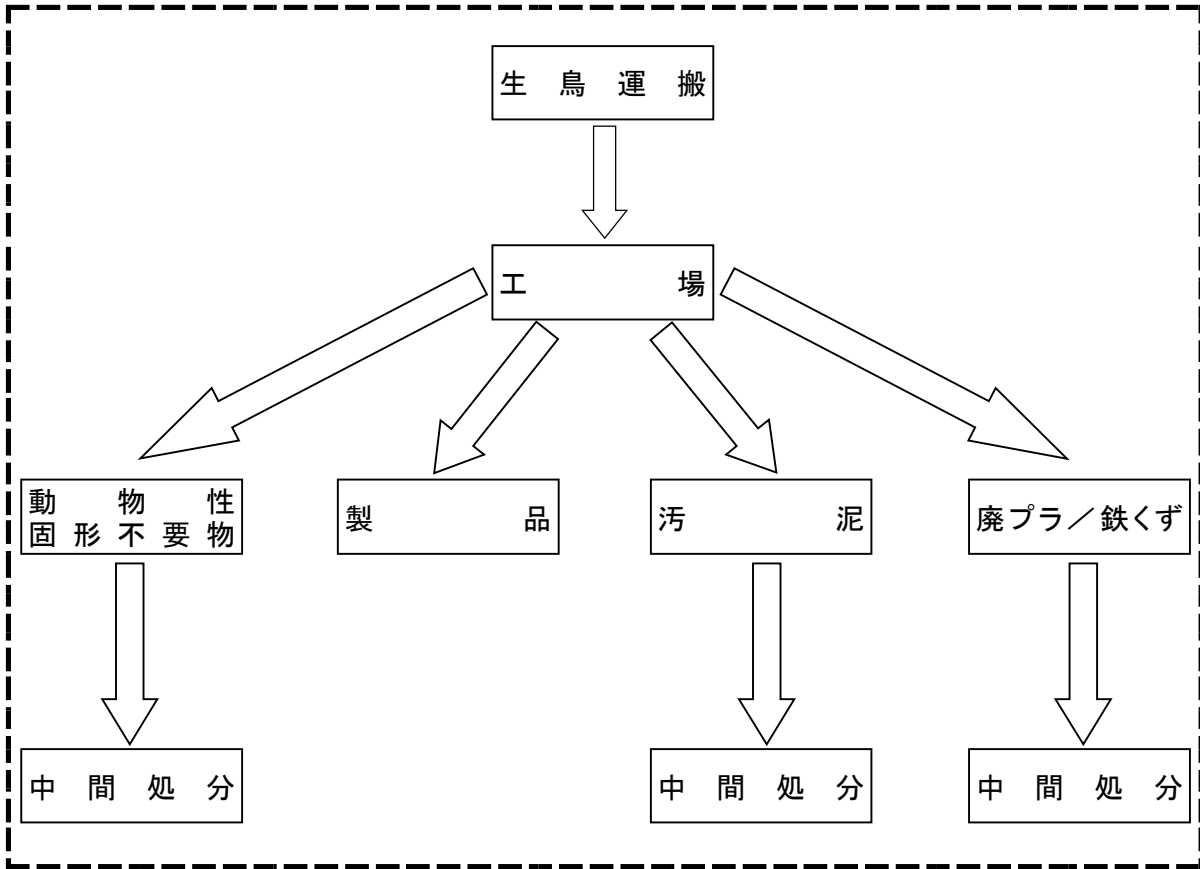 生鳥運搬
工場
動物性
固形不要物
製品
汚泥
廃プラ／鉄くず
中間処分
中間処分
中間処分